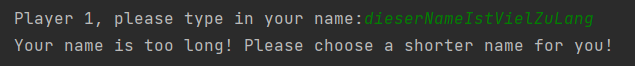 Player 1, please type in your name:dieserNameIstVielZuLang
Your name is too long! Please choose a shorter name for you!